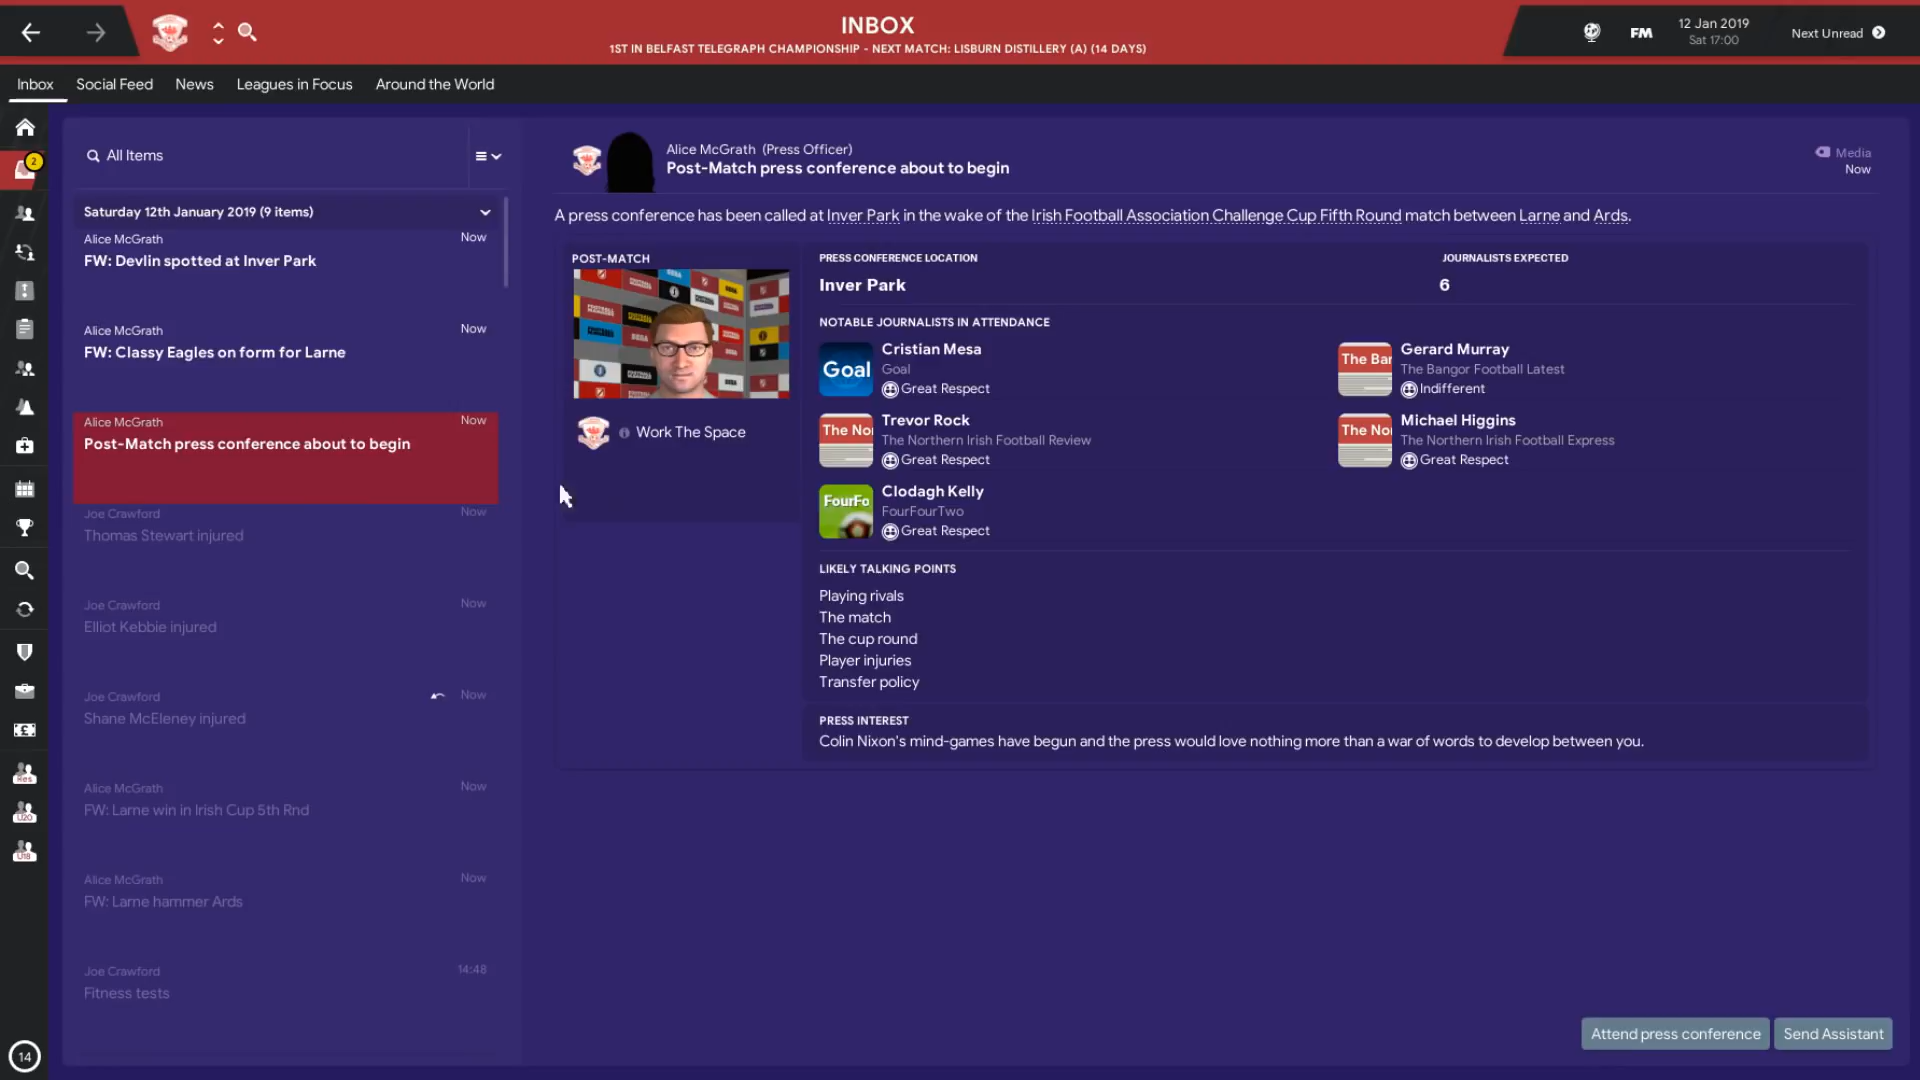 INBOX
1ST IN BELFAST TELEGRAPH CHAMPIONSHIP - NEXT MATCH: LISBURN DISTILLERY (A) (14 DAYS)
FM
12 Jan 2019
Sat 17:00
Next Unread
Inbox
Social Feed
News
Leagues in Focus
Around the World
2
All Items
Saturday 12th January 2019 (9 items)
Alice McGrath
Now
FW: Devlin spotted at Inver Park
Alice McGrath
Now
FW: Classy Eagles on form for Larne
Alice McGrath
Now
Post-Match press conference about to begin
Joe Crawford
Now
Thomas Stewart injured
Joe Crawford
Now
Elliot Kebbie injured
Joe Crawford
Now
Shane McEleney injured
Alice McGrath
Now
FW: Larne win in Irish Cup 5th Rnd
Alice McGrath
Now
FW: Larne hammer Ards
Joe Crawford
14:48
Fitness tests
Res
U20
U18
14
Alice McGrath (Press Officer)
Post-Match press conference about to begin
Media
Now
A press conference has been called at Inver Park in the wake of the Irish Football Association Challenge Cup Fifth Round match between Larne and Ards.
POST-MATCH
Work The Space
PRESS CONFERENCE LOCATION
Inver Park
JOURNALISTS EXPECTED
6
NOTABLE JOURNALISTS IN ATTENDANCE
Goal
Cristian Mesa
Goal
Great Respect
The Bar
Gerard Murray
The Bangor Football Latest
Indifferent
The Nor
Trevor Rock
The Northern Irish Football Review
Great Respect
The Nor
Michael Higgins
The Northern Irish Football Express
Great Respect
FourFo
Clodagh Kelly
FourFourTwo
Great Respect
LIKELY TALKING POINTS
Playing rivals
The match
The cup round
Player injuries
Transfer policy
PRESS INTEREST
Colin Nixon's mind-games have begun and the press would love nothing more than a war of words to develop between you.
Attend press conference
Send Assistant